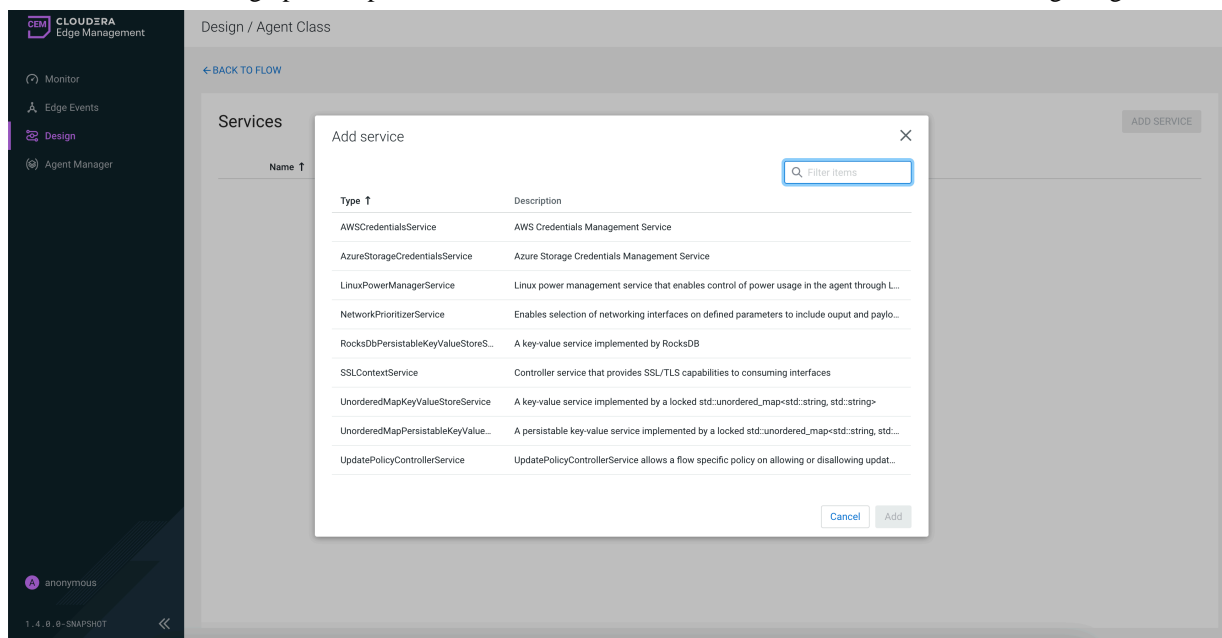 CEM CLOUDERA
Edge Management
Design / Agent Class
Monitor
BACK TO FLOW
Edge Events
Services
ADD SERVICE
Design
Add service
Agent Manager
Name
Filter items
Type Description
AWSCredentialsService AWS Credentials Management Service
AzureStorageCredentialsService Azure Storage Credentials Management Service
LinuxPowerManagerService Linux power management service that enables control of power usage in the agent through L...
NetworkPrioritizerService Enables selection of networking interfaces on defined parameters to include ouput and paylo...
RocksDbPersistableKeyValueStoreS... A key-value service implemented by RocksDB
SSLContextService Controller service that provides SSL/TLS capabilities to consuming interfaces
UnorderedMapKeyValueStoreService A key-value service implemented by a locked std::unordered_map<std::string, std::string>
UnorderedMapPersistableKeyValue... A persistable key-value service implemented by a locked std::unordered_map<std::string, std:...
UpdatePolicyControllerService UpdatePolicyControllerService allows a flow specific policy on allowing or disallowing updat...
Cancel Add
A anonymous
1.4.0.0-SNAPSHOT